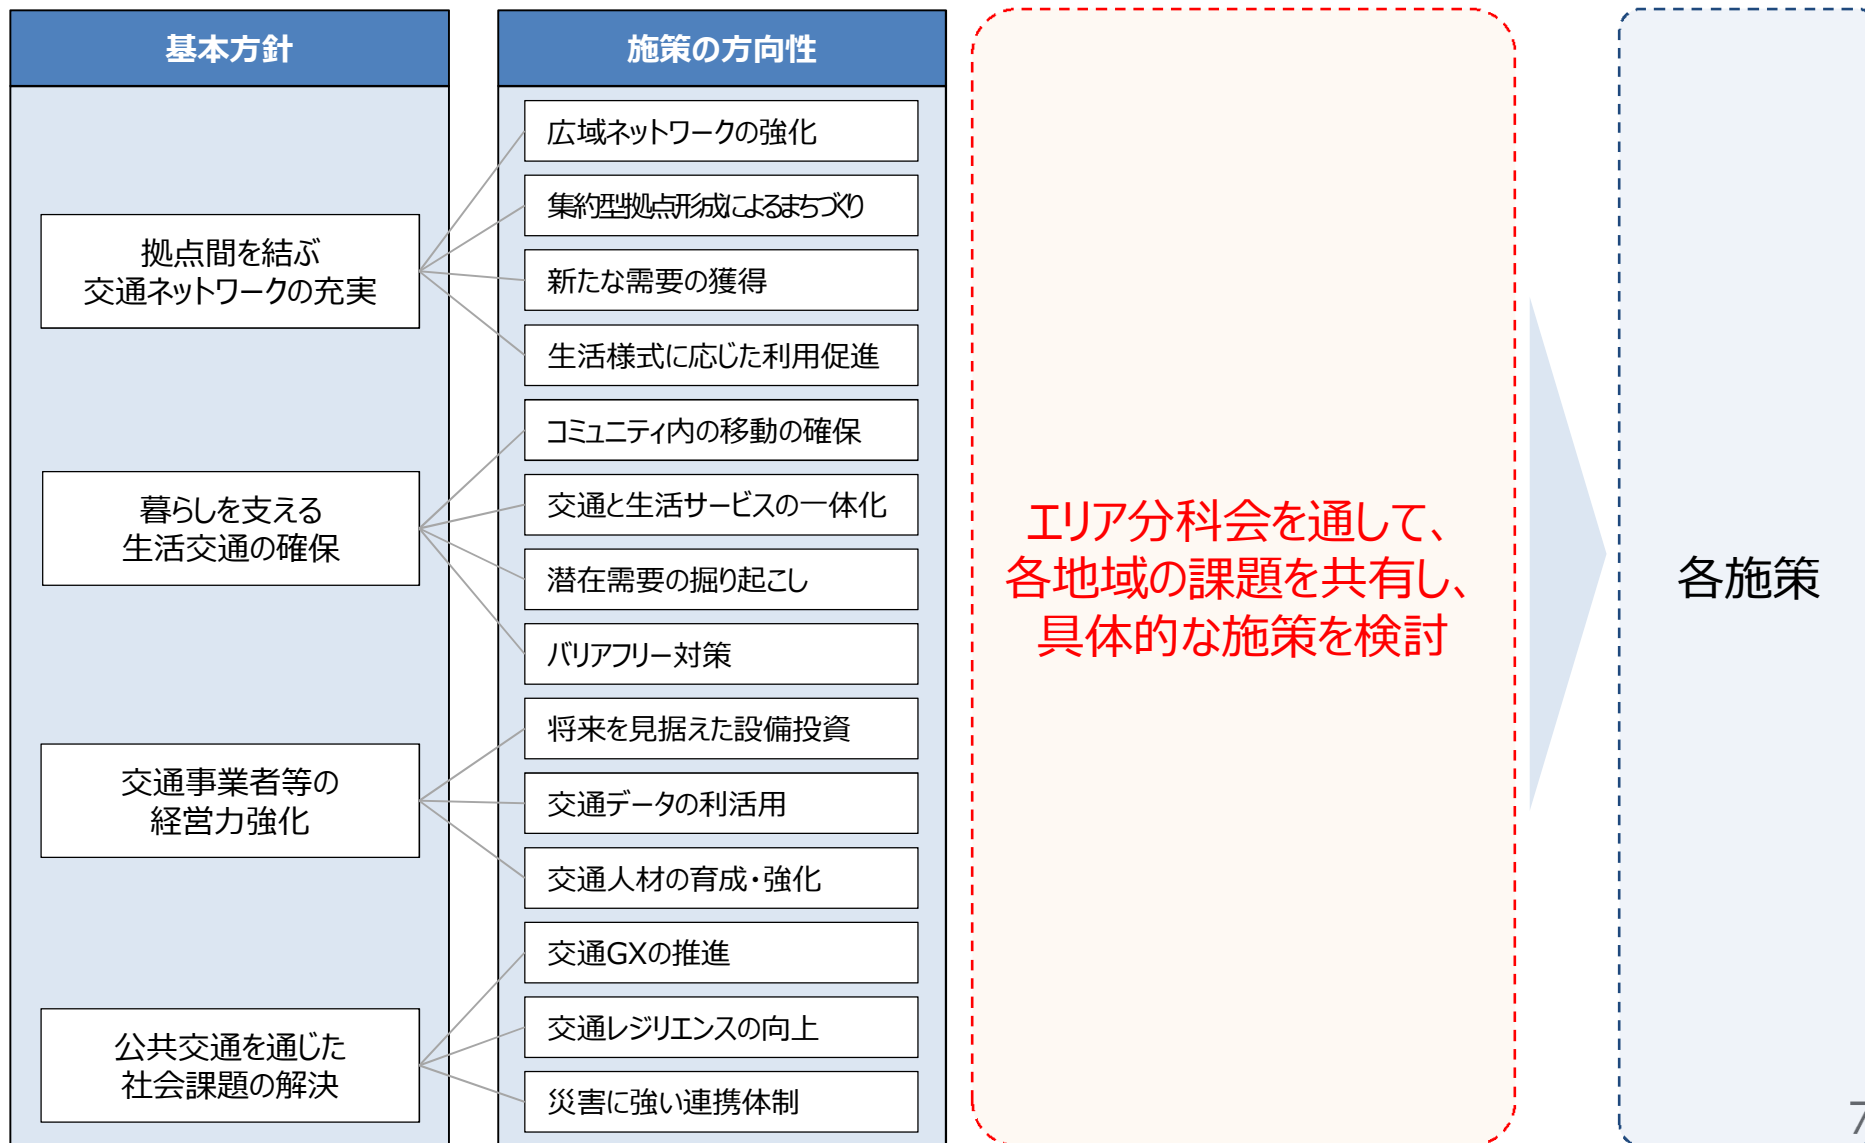 基本方針
拠点間を結ぶ
交通ネットワークの充実
暮らしを支える
生活交通の確保
交通事業者等の
経営力強化
公共交通を通じた
社会課題の解決
施策の方向性
広域ネットワークの強化
集約型拠点形成によるまちづくり
新たな需要の獲得
生活様式に応じた利用促進
コミュニティ内の移動の確保
交通と生活サービスの一体化
潜在需要の掘り起こし
バリアフリー対策
将来を見据えた設備投資
交通データの利活用
交通人材の育成・強化
交通GXの推進
交通レジリエンスの向上
災害に強い連携体制
エリア分科会を通して、
各地域の課題を共有し、
具体的な施策を検討
各施策
7